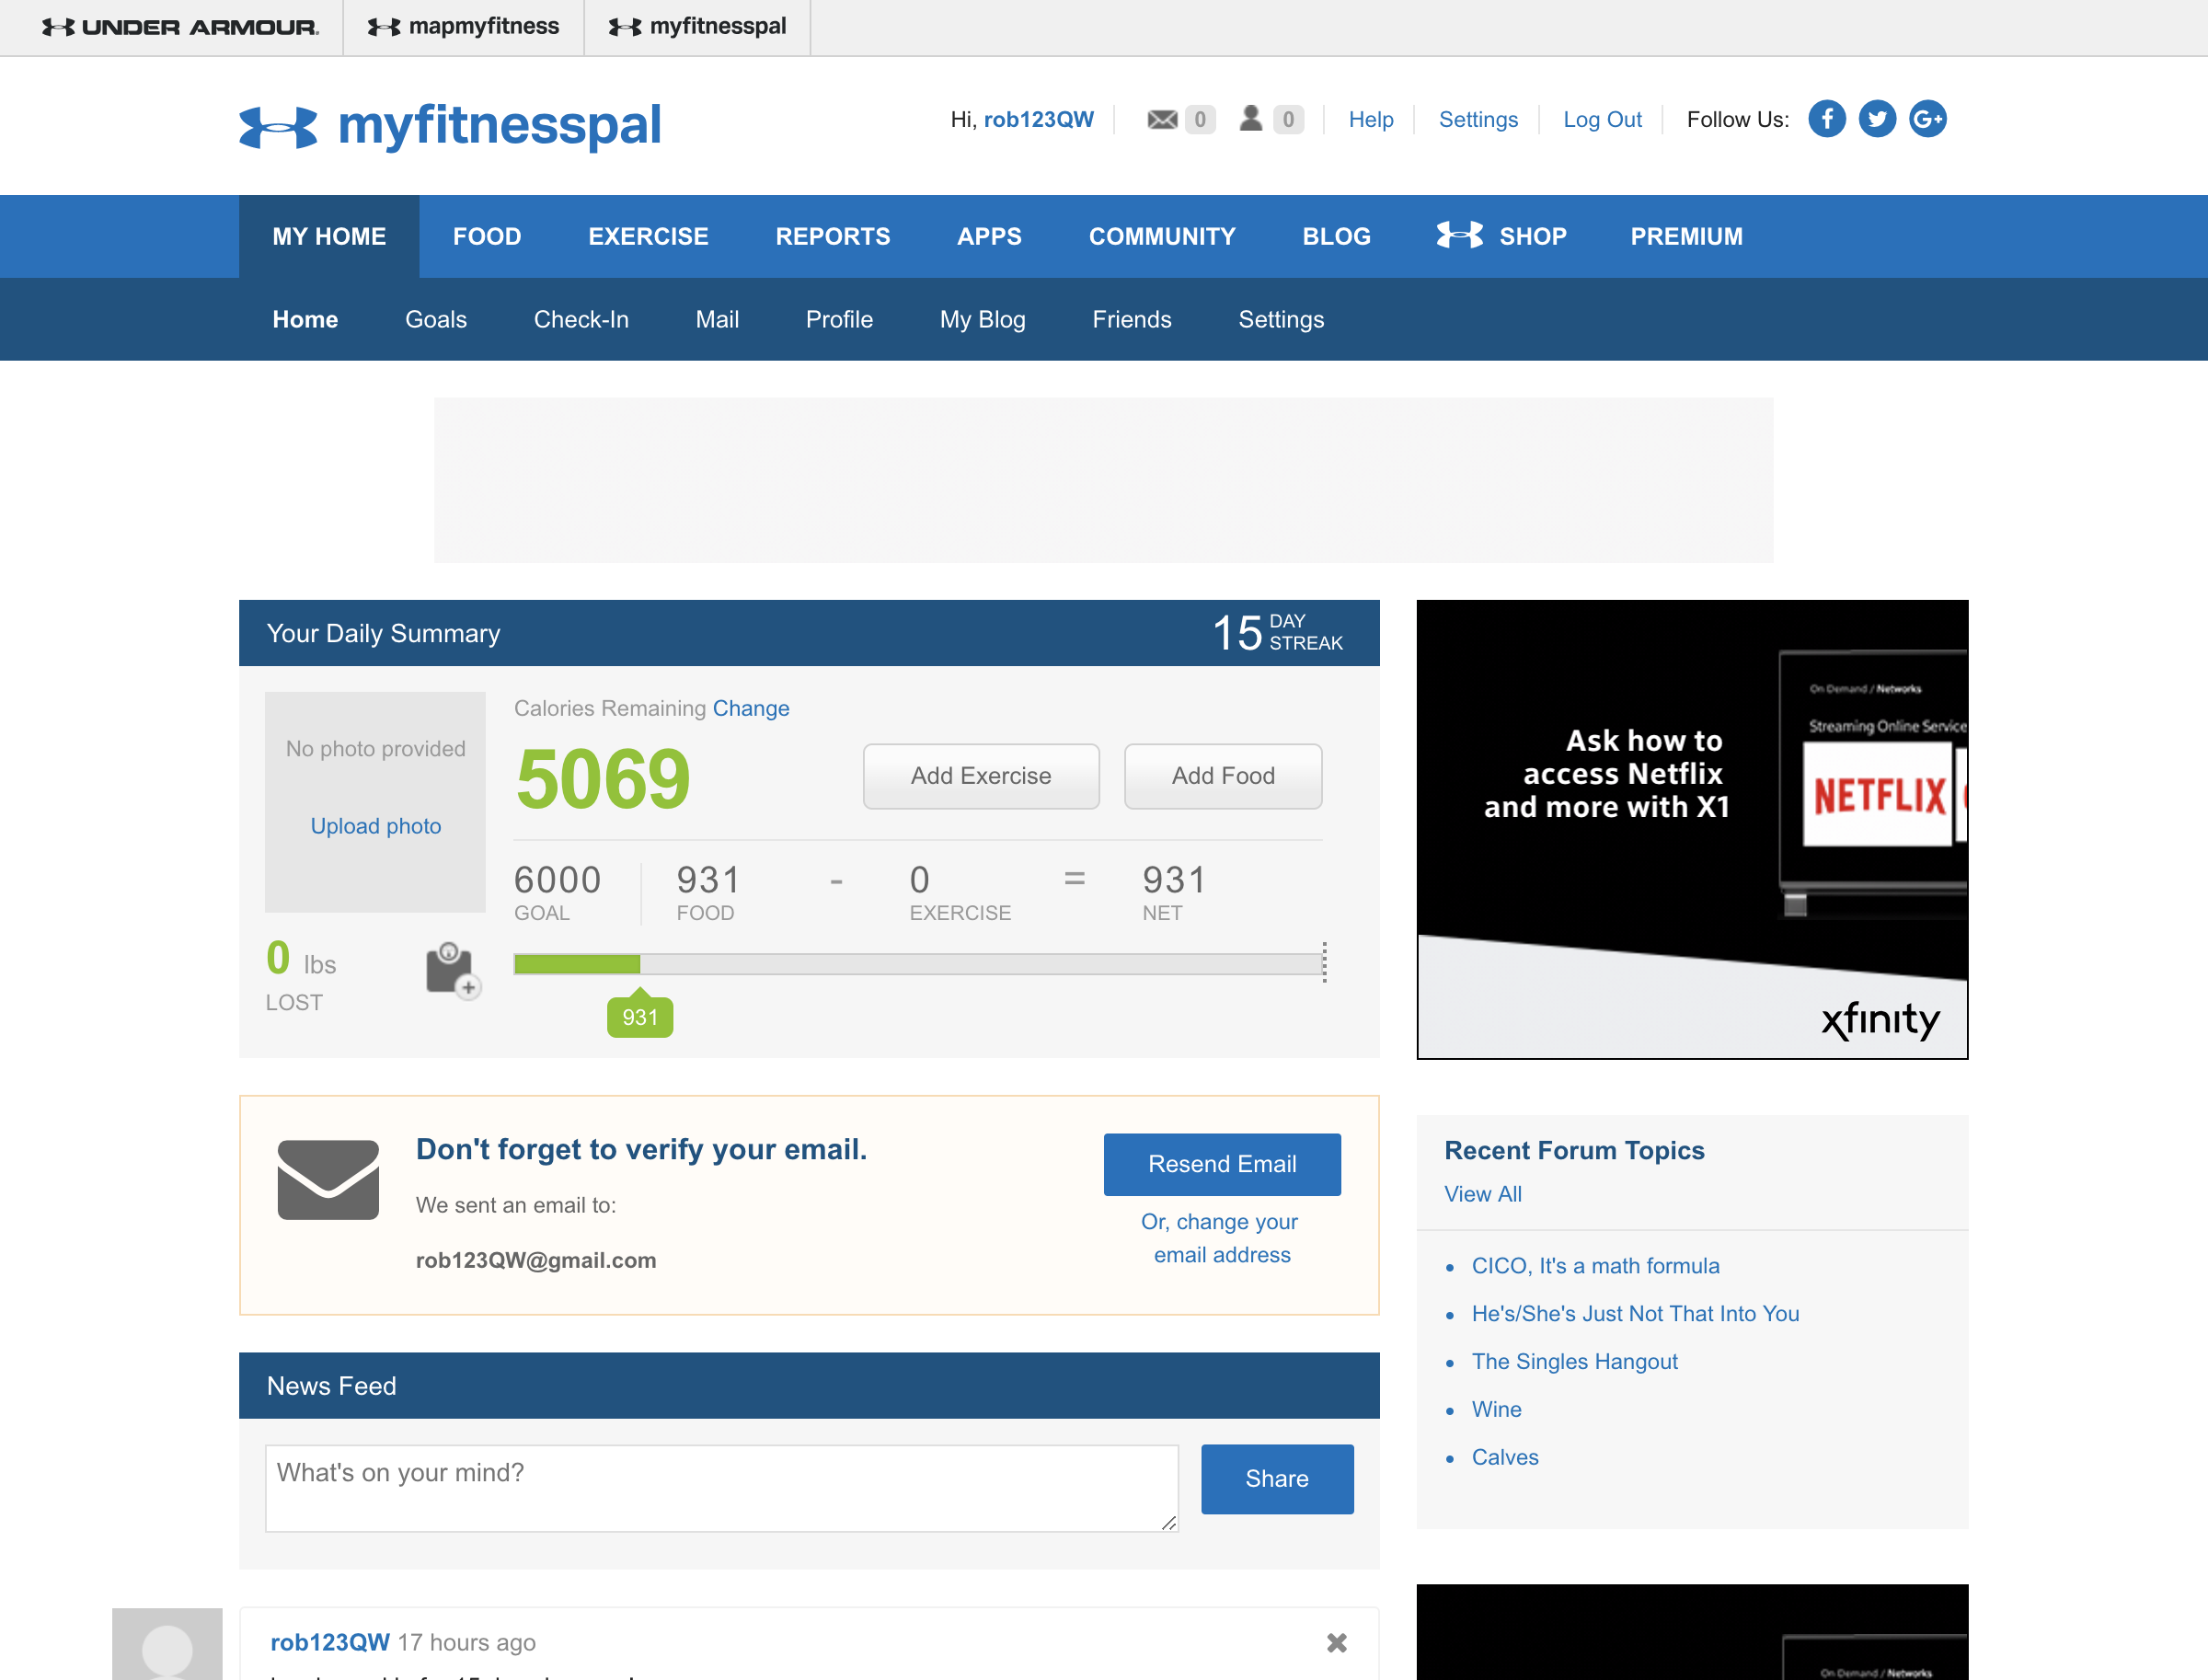 UNDER ARMOUR.
mapmyfitness
myfitnesspal
myfitnesspal
Hi, rob123QW
0
0
Help
Settings
Log Out
Follow Us:
f
G+
MY HOME
FOOD
EXERCISE
REPORTS
APPS
COMMUNITY
BLOG
SHOP
PREMIUM
Home
Goals
Check-In
Mail
Profile
My Blog
Friends
Settings
Your Daily Summary
15 DAY
STREAK
No photo provided
Upload photo
0 lbs
LOST
Calories Remaining Change
5069
Add Exercise
Add Food
6000 931 - 0 = 931
GOAL FOOD EXERCISE NET
931
Don't forget to verify your email.
We sent an email to:
rob123QW@gmail.com
Resend Email
Or, change your
email address
News Feed
What's on your mind?
Share
rob123QW 17 hours ago
On Demand / Networks
Streaming Online Service
Ask how to
access Netflix
and more with X1
NETFLIX
xfinity
Recent Forum Topics
View All
CICO, It's a math formula
He's/She's Just Not That Into You
The Singles Hangout
Wine
Calves
On Demand / Networks